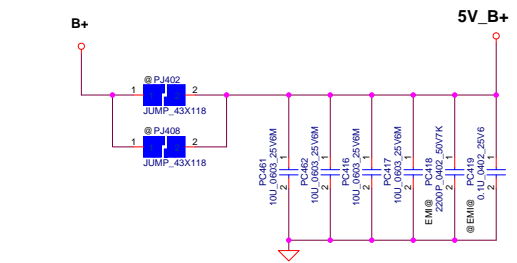 B+
5V_B+
@ PJ402
1 2
JUMP_43X118
@ PJ408
1 2
JUMP_43X118
PC461
10U_0603_25V6M
1
2
PC462
10U_0603_25V6M
1
2
PC416
10U_0603_25V6M
1
2
PC417
10U_0603_25V6M
1
2
EMI@ PC418
2200P_0402_50V7K
1
2
@EMI@ PC419
0.1U_0402_25V6
1
2